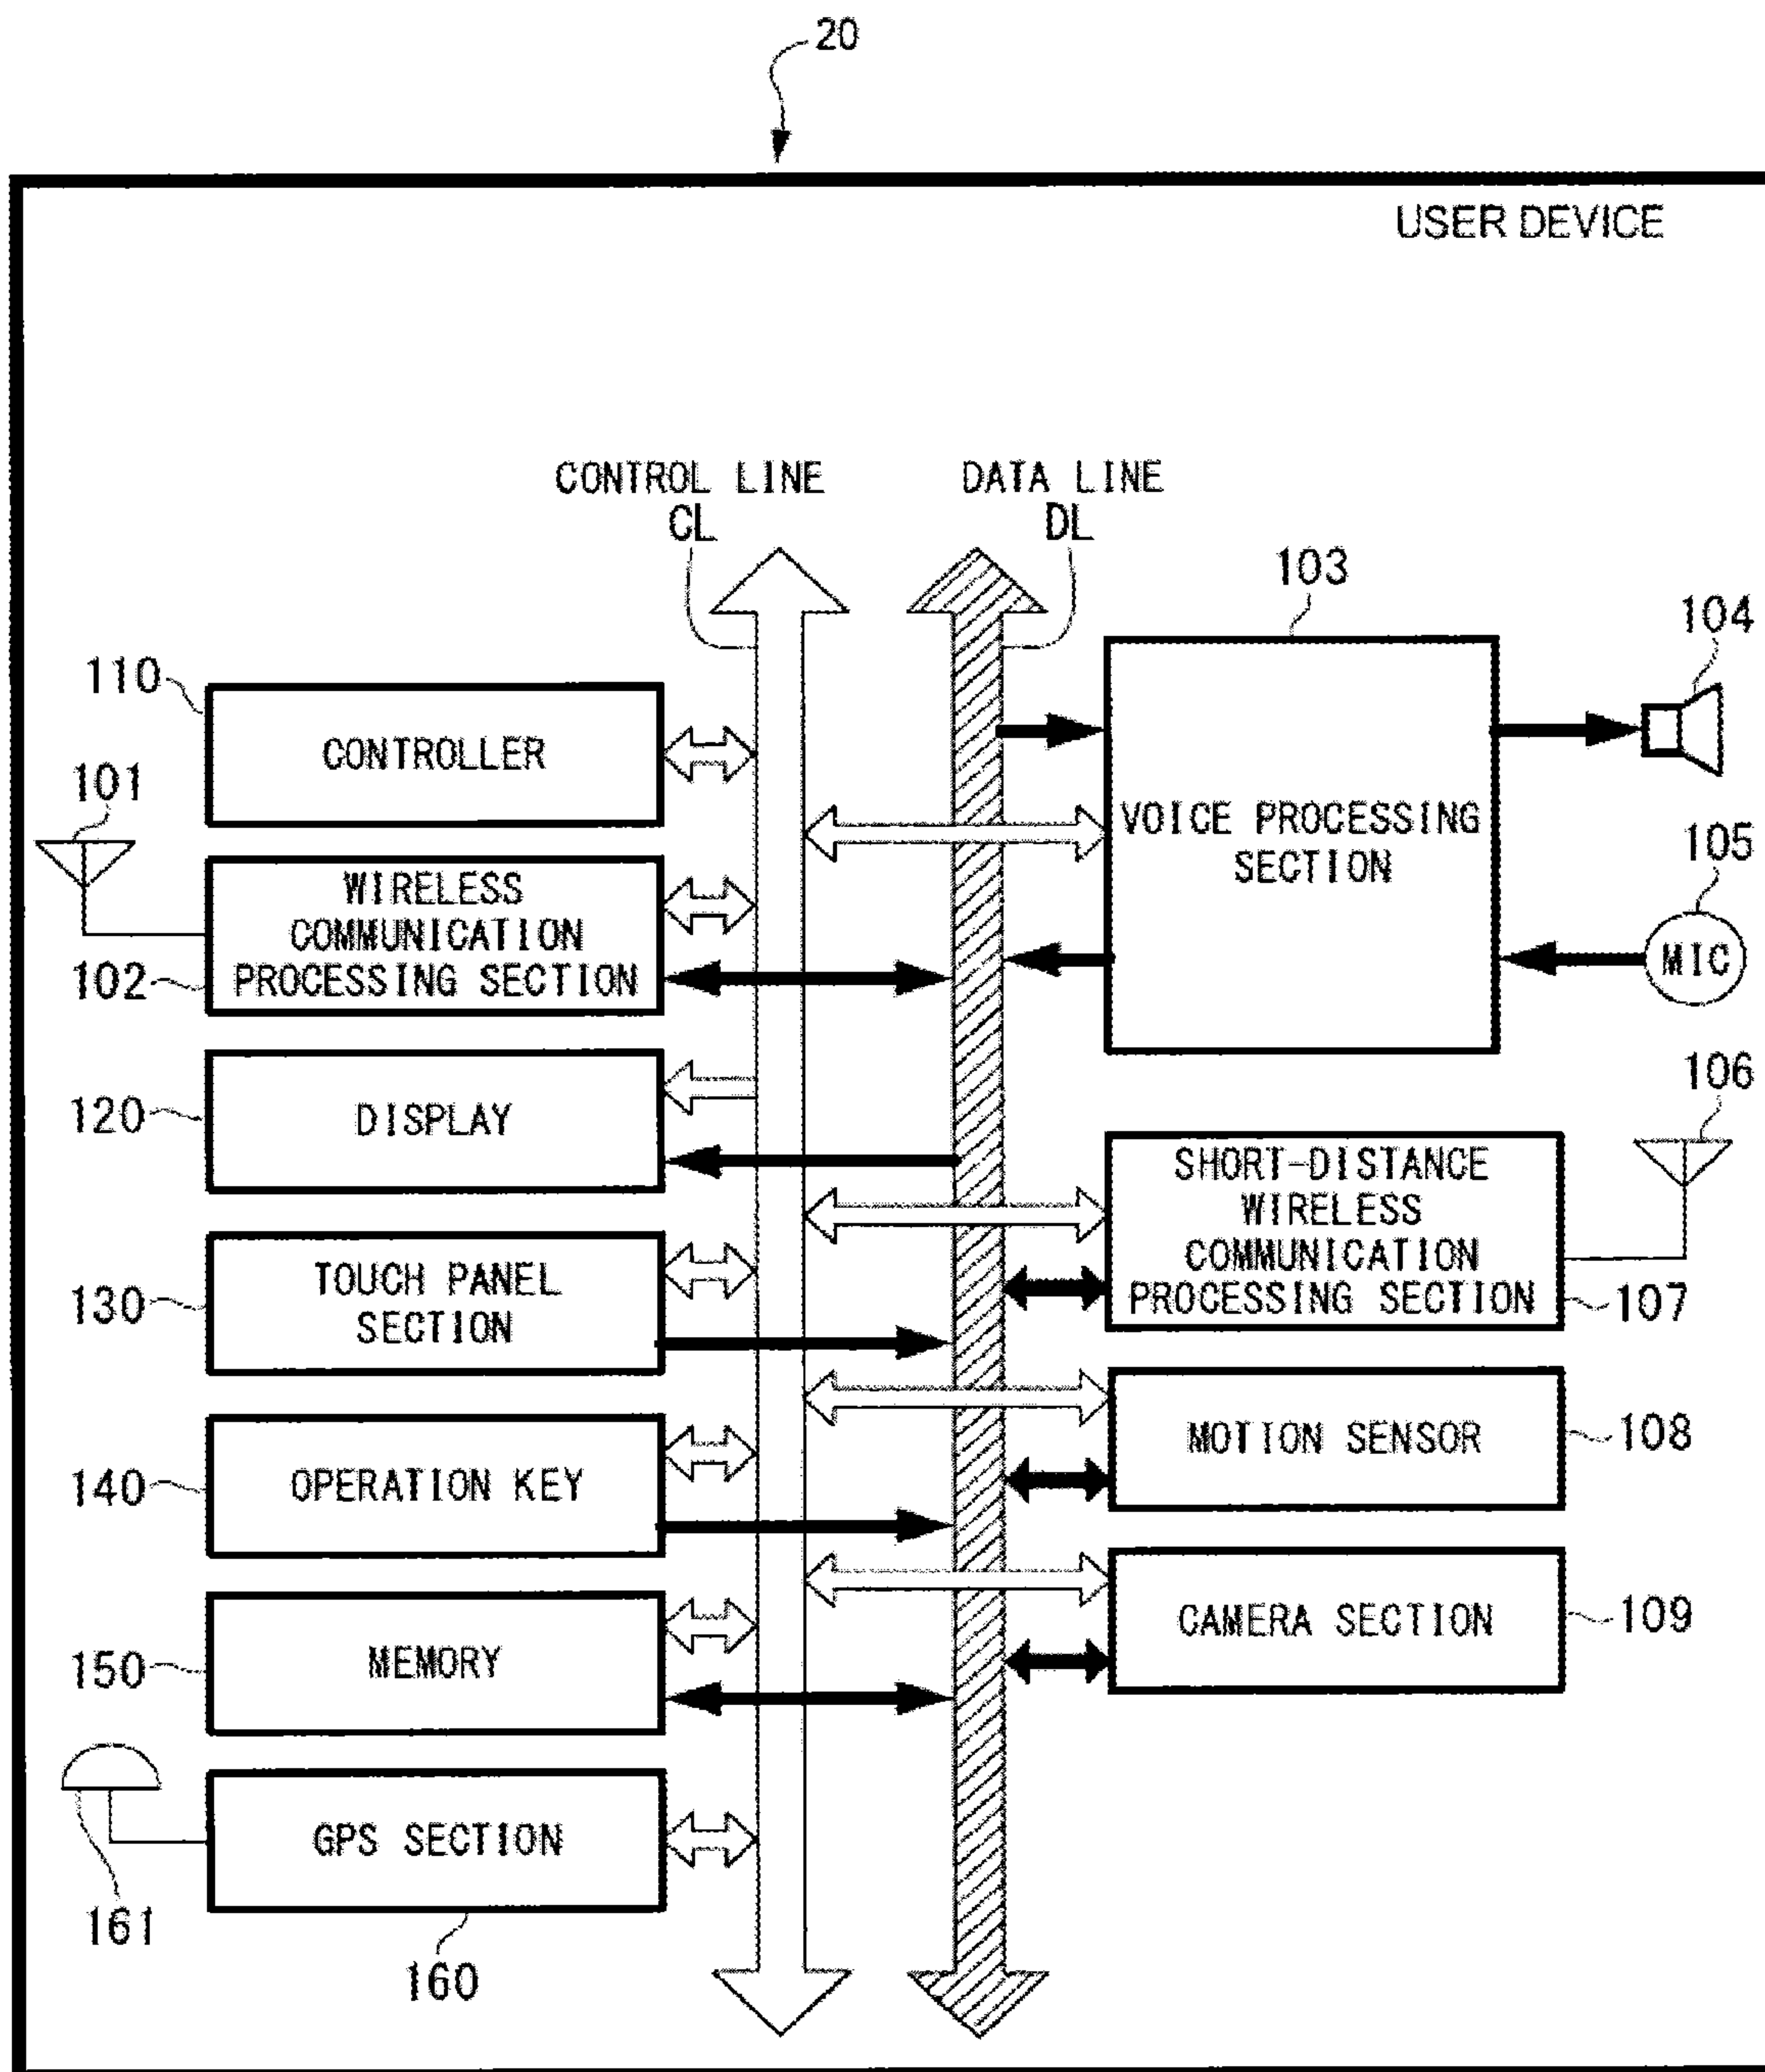 20
USER DEVICE
CONTROL LINE
CL
DATA LINE
DL
103
104
110
CONTROLLER
101
VOICE PROCESSING
SECTION
105
MIC
WIRELESS
COMMUNICATION
PROCESSING SECTION
102
106
120
DISPLAY
SHORT-DISTANCE
WIRELESS
COMMUNICATION
PROCESSING SECTION
107
130
TOUCH PANEL
SECTION
MOTION SENSOR
108
140
OPERATION KEY
CAMERA SECTION
109
150
MEMORY
GPS SECTION
161
160